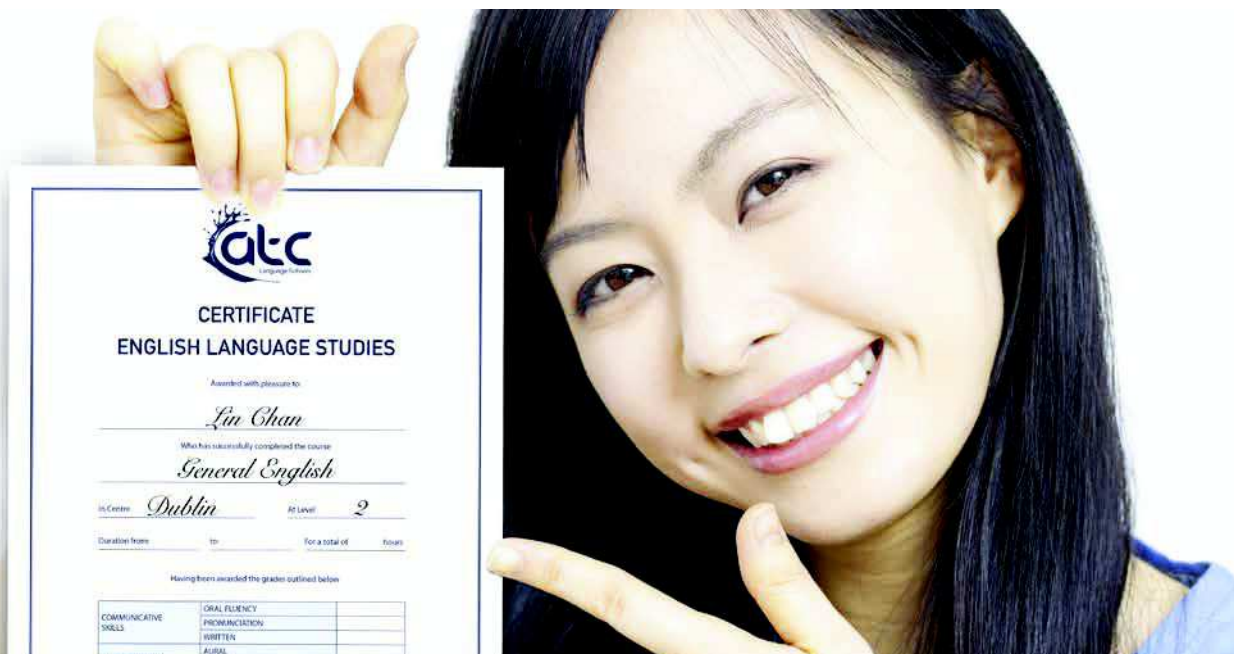 atc
Language Schools
CERTIFICATE
ENGLISH LANGUAGE STUDIES
Awarded with pleasure to
Lin Chan
Who has successfully completed the course
General English
in Centre Dublin At Level 2
Duration from: to: For a total of hours
Having been awarded the grades outlined below
COMMUNICATIVE SKILLS
ORAL FLUENCY
PRONUNCIATION
WRITTEN
AURAL